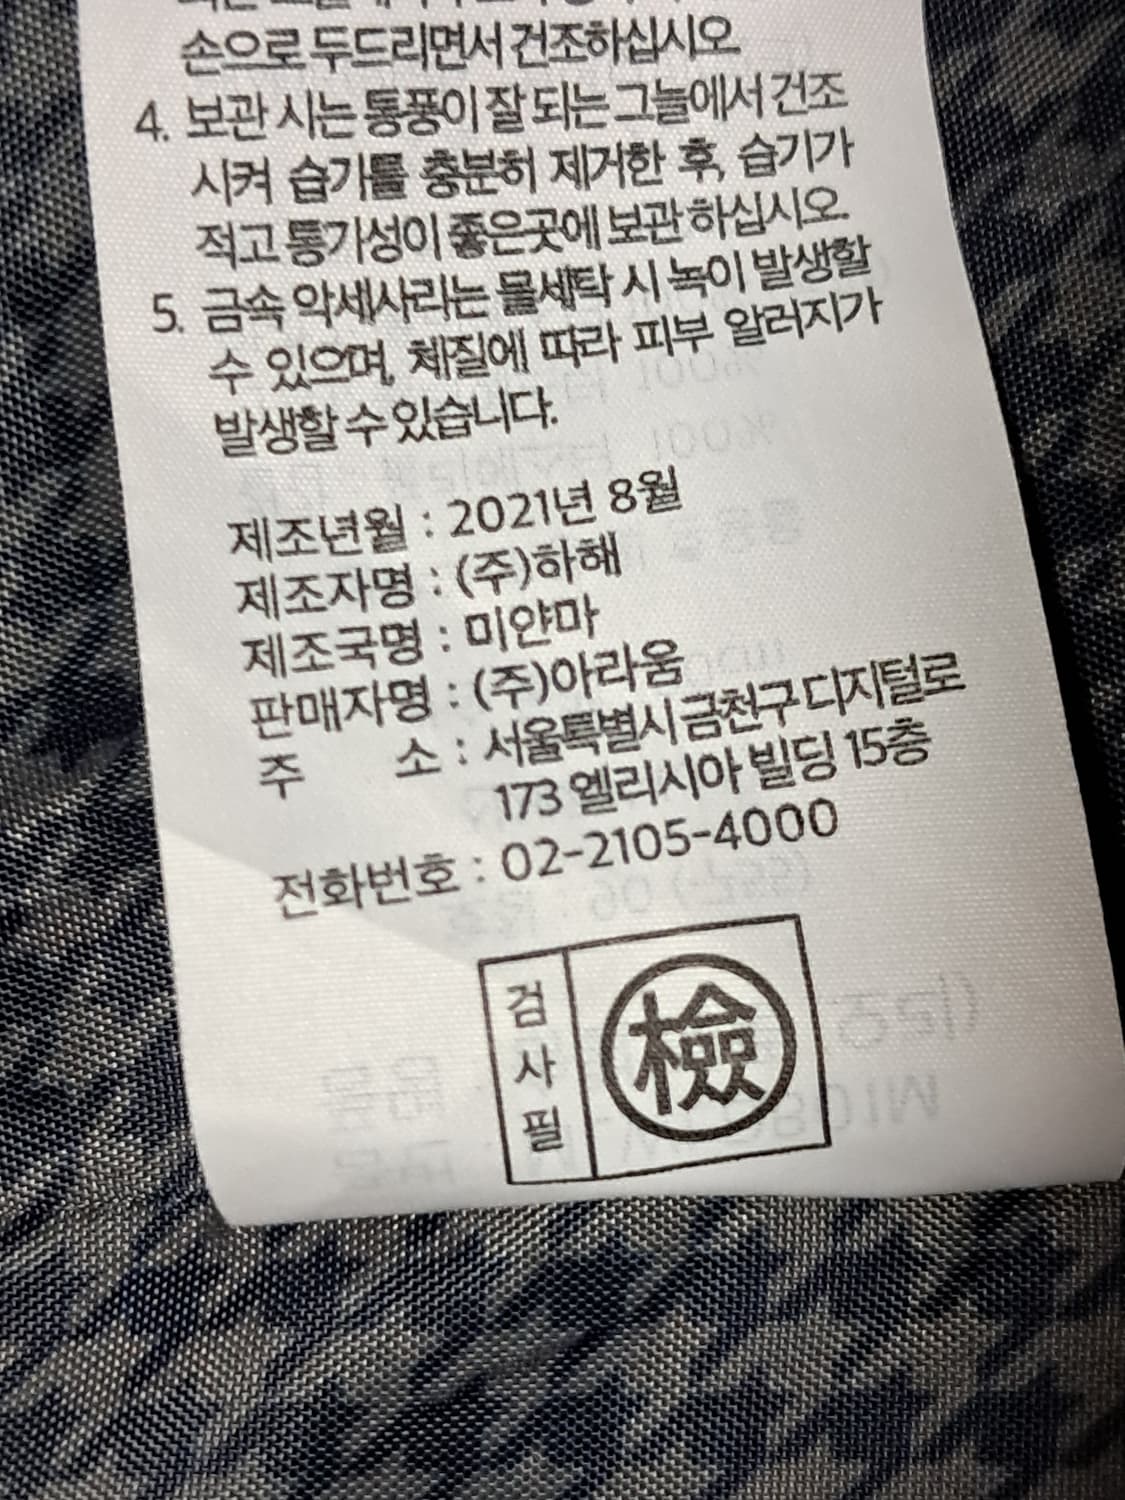 손으로 두드리면서 건조하십시오.
4. 보관 시는 통풍이 잘 되는 그늘에서 건조
시켜 습기를 충분히 제거한 후, 습기가
적고 통기성이 좋은곳에 보관 하십시오.
5. 금속 악세사리는 물세탁 시 녹이 발생할
수 있으며, 체질에 따라 피부 알러지가
발생할 수 있습니다.
제조년월 : 2021년 8월
제조자명 : (주)하해
제조국명 : 미얀마
판매자명 : (주)아라움
주 소 : 서울특별시 금천구 디지털로
173 엘리시아 빌딩 15층
전화번호 : 02-2105-4000
검사필
檢